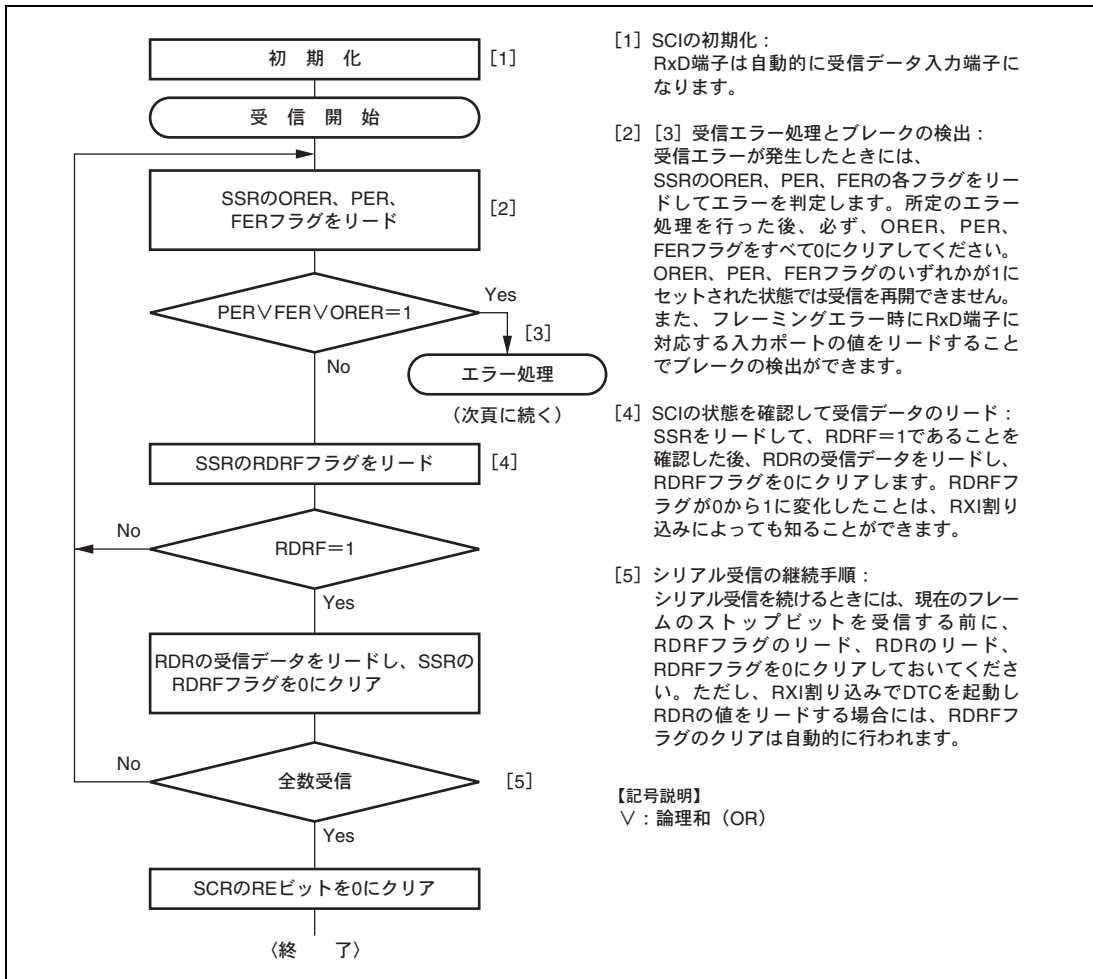 初 期 化 [1]
受 信 開 始
SSRのORER、PER、
FERフラグをリード [2]
PER∨FER∨ORER＝1
Yes
No
[3]
エラー処理
（次頁に続く）
SSRのRDRFフラグをリード [4]
No
RDRF＝1
Yes
RDRの受信データをリードし、SSRの
RDRFフラグを0にクリア
No
全数受信 [5]
Yes
SCRのREビットを0にクリア
〈終 了〉
[1] SCIの初期化：
RxD端子は自動的に受信データ入力端子に
なります。
[2] [3] 受信エラー処理とブレークの検出：
受信エラーが発生したときには、
SSRのORER、PER、FERの各フラグをリー
ドしてエラーを判定します。所定のエラー
処理を行った後、必ず、ORER、PER、
FERフラグをすべて0にクリアしてください。
ORER、PER、FERフラグのいずれかが1に
セットされた状態では受信を再開できません。
また、フレーミングエラー時にRxD端子に
対応する入力ポートの値をリードすること
でブレークの検出ができます。
[4] SCIの状態を確認して受信データのリード：
SSRをリードして、RDRF＝1であることを
確認した後、RDRの受信データをリードし、
RDRFフラグを0にクリアします。RDRFフ
ラグが0から1に変化したことは、RXI割り
込みによっても知ることができます。
[5] シリアル受信の継続手順：
シリアル受信を続けるときには、現在のフレー
ムのストップビットを受信する前に、
RDRFフラグのリード、RDRのリード、
RDRFフラグを0にクリアしておいてくださ
い。ただし、RXI割り込みでDTCを起動し
RDRの値をリードする場合には、RDRFフ
ラグのクリアは自動的に行われます。
【記号説明】
∨：論理和（OR）